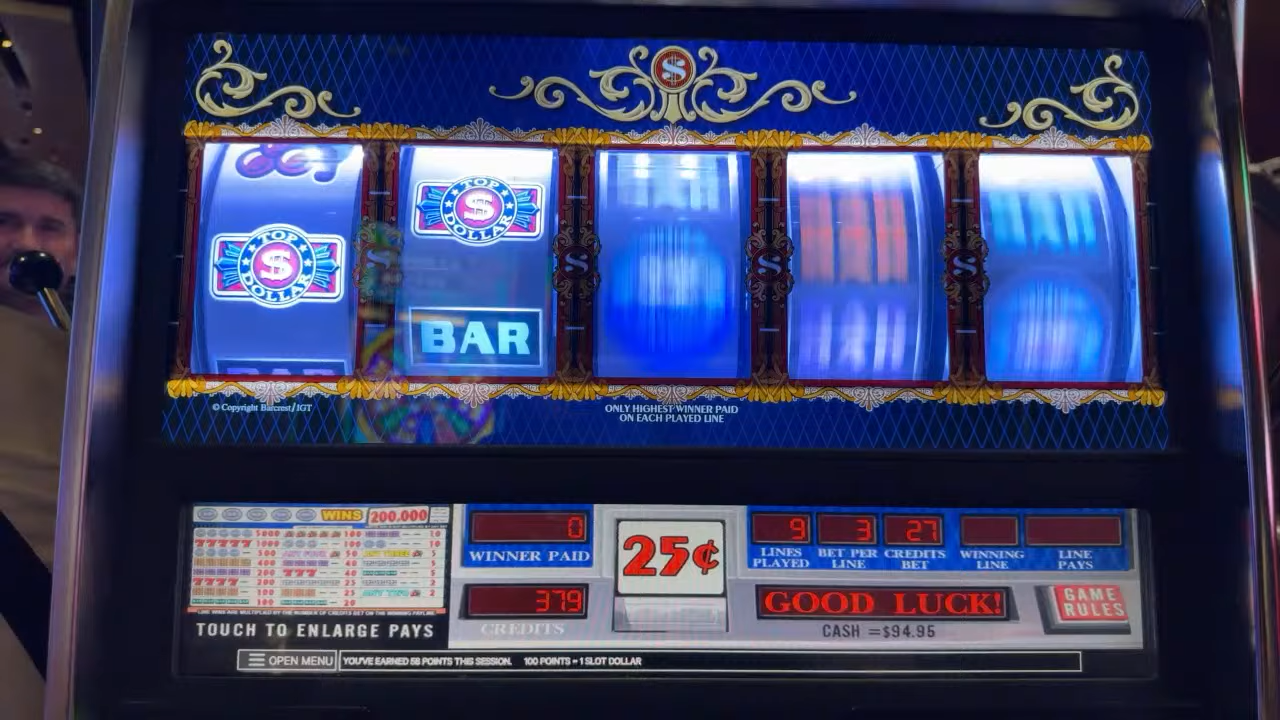 $
TOP
$
DOLLAR
TOP
$
DOLLAR
BAR
BAR
© Copyright Barcrest/IGT
ONLY HIGHEST WINNER PAID
ON EACH PLAYED LINE
WINS 200,000
TOUCH TO ENLARGE PAYS
0
WINNER PAID
379
CREDITS
25¢
9
LINES
PLAYED
3
BET PER
LINE
27
CREDITS
BET
WINNING
LINE
LINE
PAYS
GOOD LUCK!
CASH =$94.95
GAME
RULES
OPEN MENU
YOU'VE EARNED 58 POINTS THIS SESSION. 100 POINTS = 1 SLOT DOLLAR